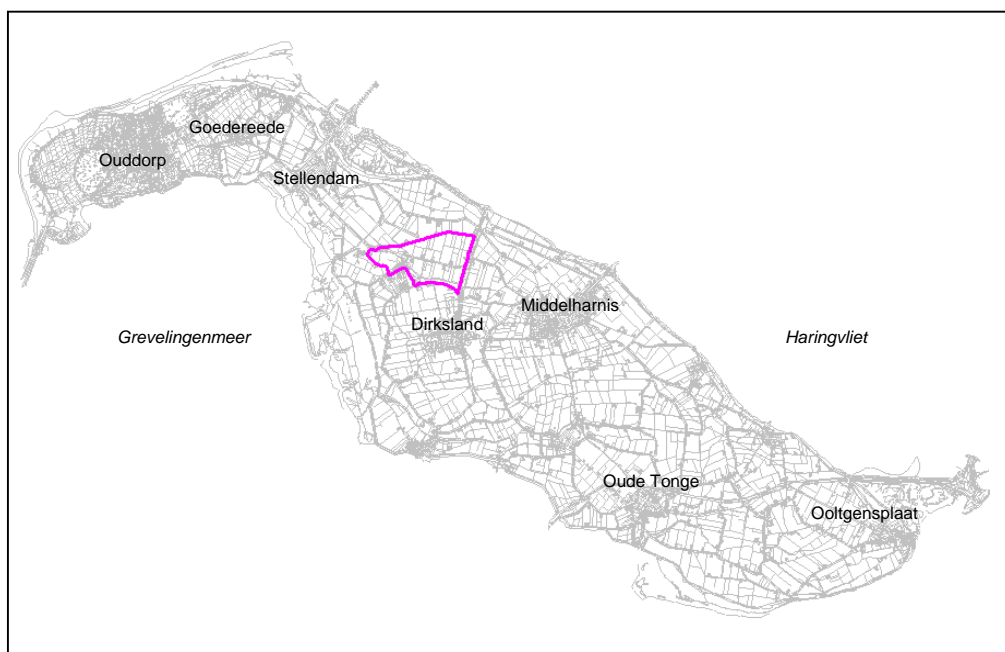 Goedereede
Ouddorp
Stellendam
Middelharnis
Dirksland
Grevelingenmeer
Haringvliet
Oude Tonge
Ooltgensplaat